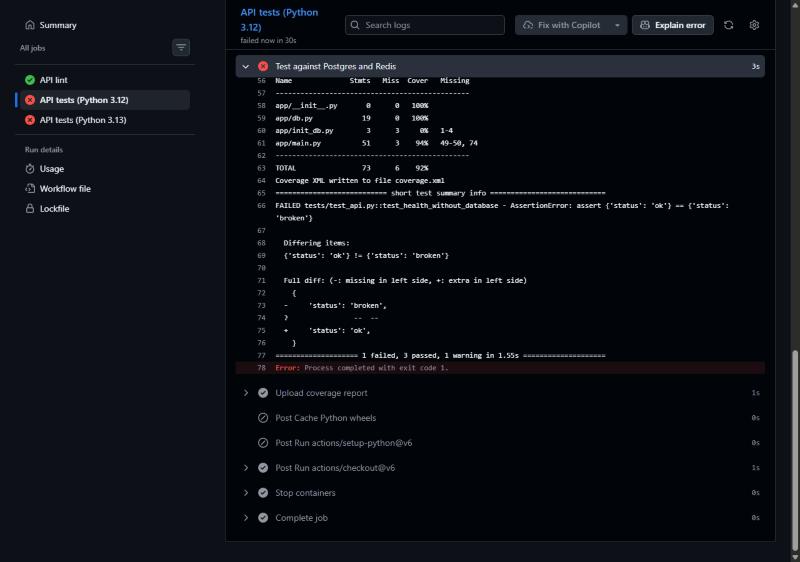 Summary
All jobs
API lint
API tests (Python 3.12)
API tests (Python 3.13)
Run details
Usage
Workflow file
Lockfile
API tests (Python
3.12)
failed now in 30s
Search logs
Fix with Copilot
Explain error
Test against Postgres and Redis 3s
56 Name Stmts Miss Cover Missing
57 ---------------------------------------------
58 app/__init__.py 0 0 100%
59 app/db.py 19 0 100%
60 app/init_db.py 3 3 0% 1-4
61 app/main.py 51 3 94% 49-50, 74
62 ---------------------------------------------
63 TOTAL 73 6 92%
64 Coverage XML written to file coverage.xml
65 =========================== short test summary info ============================
66 FAILED tests/test_api.py::test_health_without_database - AssertionError: assert {'status': 'ok'} == {'status':
'broken'}
67
68 Differing items:
69 {'status': 'ok'} != {'status': 'broken'}
70
71 Full diff: (-: missing in left side, +: extra in left side)
72 {
73 - 'status': 'broken',
74 ? -- --
75 + 'status': 'ok',
76 }
77 =================== 1 failed, 3 passed, 1 warning in 1.55s ====================
78 Error: Process completed with exit code 1.
Upload coverage report 1s
Post Cache Python wheels 0s
Post Run actions/setup-python@v6 0s
Post Run actions/checkout@v6 1s
Stop containers 0s
Complete job 0s